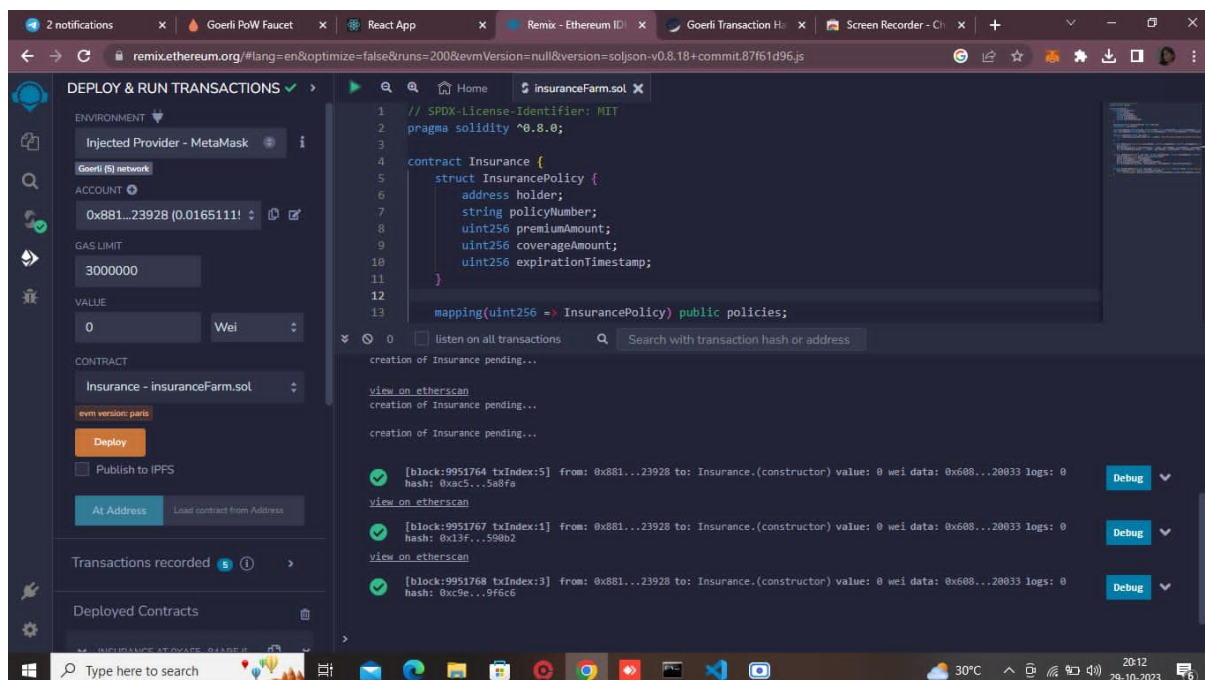 2 notifications
Goerli PoW Faucet
React App
Remix - Ethereum ID
Goerli Transaction Ha
Screen Recorder - Ch
remix.ethereum.org/#lang=en&optimize=false&runs=200&evmVersion=null&version=soljson-v0.8.18+commit.87f61d96.js
DEPLOY & RUN TRANSACTIONS
Home
insuranceFarm.sol
ENVIRONMENT
Injected Provider - MetaMask
Goerli (5) network
ACCOUNT
0x881...23928 (0.0165111!
GAS LIMIT
3000000
VALUE
0 Wei
CONTRACT
Insurance - insuranceFarm.sol
evm version: paris
Deploy
Publish to IPFS
At Address Load contract from Address
Transactions recorded 5
Deployed Contracts
1 // SPDX-License-Identifier: MIT
2 pragma solidity ^0.8.0;
3
4 contract Insurance {
5 struct InsurancePolicy {
6 address holder;
7 string policyNumber;
8 uint256 premiumAmount;
9 uint256 coverageAmount;
10 uint256 expirationTimestamp;
11 }
12
13 mapping(uint256 => InsurancePolicy) public policies;
0 listen on all transactions Search with transaction hash or address
creation of Insurance pending...
view on etherscan
creation of Insurance pending...
creation of Insurance pending...
[block:9951764 txIndex:5] from: 0x881...23928 to: Insurance.(constructor) value: 0 wei data: 0x608...20033 logs: 0
hash: 0xac5...5a8fa
Debug
view on etherscan
[block:9951767 txIndex:1] from: 0x881...23928 to: Insurance.(constructor) value: 0 wei data: 0x608...20033 logs: 0
hash: 0x13f...590b2
Debug
view on etherscan
[block:9951768 txIndex:3] from: 0x881...23928 to: Insurance.(constructor) value: 0 wei data: 0x608...20033 logs: 0
hash: 0xc9e...9f6c6
Debug
Type here to search
30°C
20:12
29-10-2023